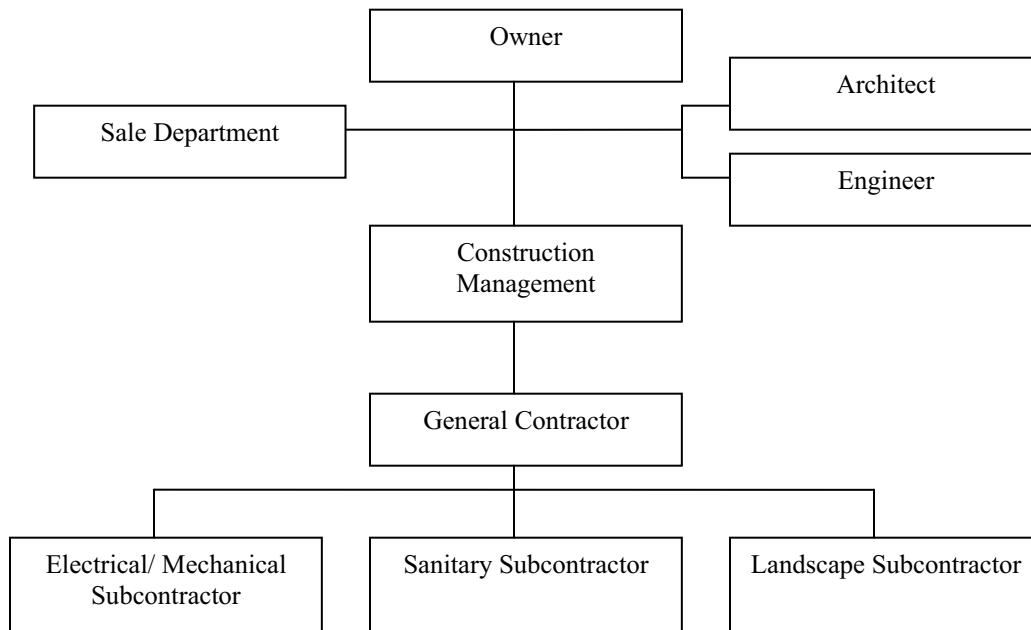 Owner
Architect
Sale Department
Engineer
Construction
Management
General Contractor
Electrical/ Mechanical
Subcontractor
Sanitary Subcontractor
Landscape Subcontractor